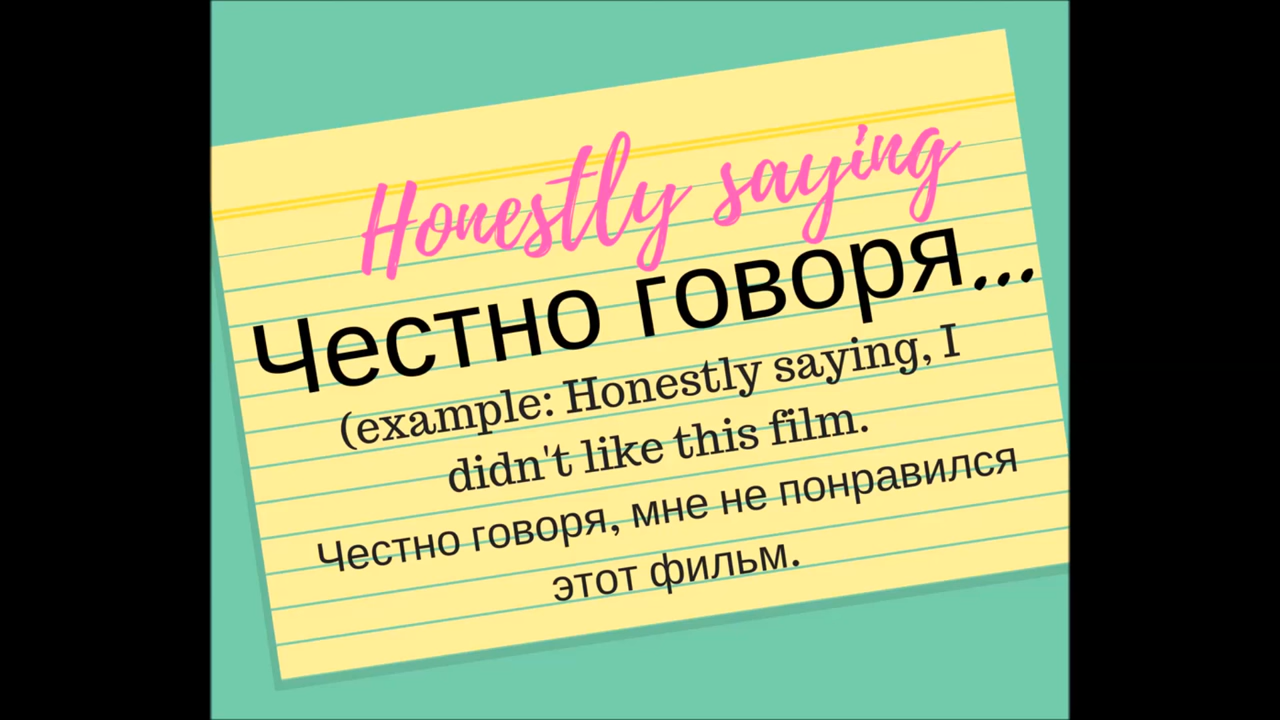 Honestly saying
Честно говоря...
(example: Honestly saying, I
didn't like this film.
Честно говоря, мне не понравился
этот фильм.